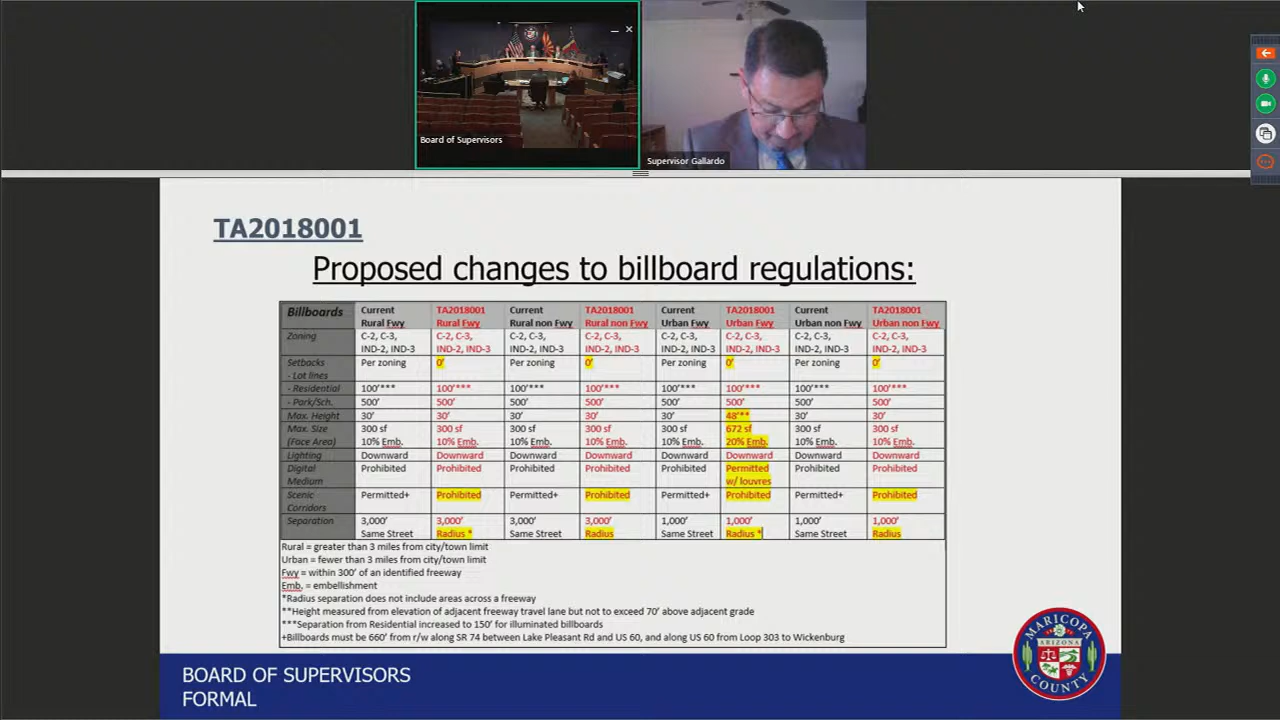 Board of Supervisors
Supervisor Gallardo
TA2018001
Proposed changes to billboard regulations:
Billboards Current Rural Fwy TA2018001 Rural Fwy Current Rural non Fwy TA2018001 Rural non Fwy Current Urban Fwy TA2018001 Urban Fwy Current Urban non Fwy TA2018001 Urban non Fwy
Zoning C-2, C-3, C-2, C-3, C-2, C-3, C-2, C-3, C-2, C-3, C-2, C-3, C-2, C-3, C-2, C-3,
IND-2, IND-3 IND-2, IND-3 IND-2, IND-3 IND-2, IND-3 IND-2, IND-3 IND-2, IND-3 IND-2, IND-3 IND-2, IND-3
Setbacks Per zoning 0' Per zoning 0' Per zoning 0' Per zoning 0'
- Lot lines
- Residential 100'*** 100'*** 100'*** 100'*** 100'*** 100'*** 100'*** 100'***
- Park/Sch. 500' 500' 500' 500' 500' 500' 500' 500'
Max. Height 30' 30' 30' 30' 30' 48'** 30' 30'
Max. Size 300 sf 300 sf 300 sf 300 sf 300 sf 672 sf 300 sf 300 sf
(Face Area) 10% Emb. 10% Emb. 10% Emb. 10% Emb. 10% Emb. 20% Emb. 10% Emb. 10% Emb.
Lighting Downward Downward Downward Downward Downward Downward Downward Downward
Digital Prohibited Prohibited Prohibited Prohibited Prohibited Permitted Prohibited Prohibited
Medium w/ louvres
Scenic Permitted+ Prohibited Permitted+ Prohibited Permitted+ Prohibited Permitted+ Prohibited
Corridors
Separation 3,000' 3,000' 3,000' 3,000' 1,000' 1,000' 1,000' 1,000'
Same Street Radius * Same Street Radius Same Street Radius * Same Street Radius
Rural = greater than 3 miles from city/town limit
Urban = fewer than 3 miles from city/town limit
Fwy = within 300' of an identified freeway
Emb. = embellishment
*Radius separation does not include areas across a freeway
**Height measured from elevation of adjacent freeway travel lane but not to exceed 70' above adjacent grade
***Separation from Residential increased to 150' for illuminated billboards
+Billboards must be 660' from r/w along SR 74 between Lake Pleasant Rd and US 60, and along US 60 from Loop 303 to Wickenburg
BOARD OF SUPERVISORS
FORMAL
MARICOPA
ARIZONA
COUNTY